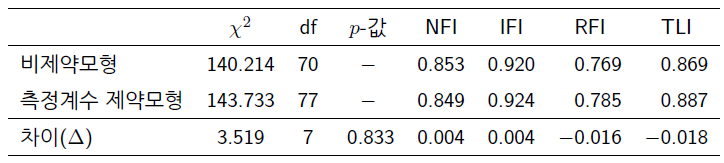 χ² df p-값 NFI IFI RFI TLI
비제약모형 140.214 70 − 0.853 0.920 0.769 0.869
측정계수 제약모형 143.733 77 − 0.849 0.924 0.785 0.887
차이(Δ) 3.519 7 0.833 0.004 0.004 −0.016 −0.018